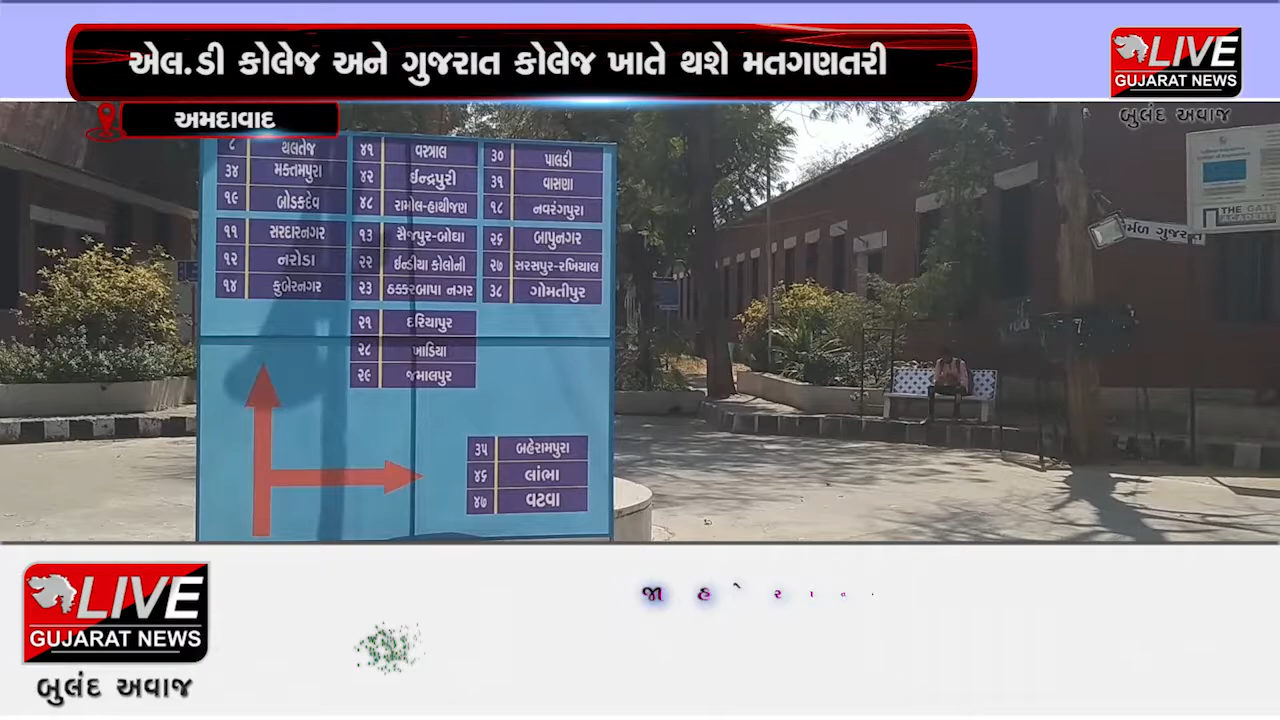 એલ.ડી કોલેજ અને ગુજરાત કોલેજ ખાતે થશે મતગણતરી
LIVE
GUJARAT NEWS
બુલંદ અવાજ
અમદાવાદ
૮ થલતેજ ૪૧ વસ્ત્રાલ ૩૦ પાલડી
૩૪ મક્તમપુરા ૪૨ ઈન્દ્રપુરી ૩૧ વાસણા
૧૯ બોડકદેવ ૪૮ રામોલ-હાથીજણ ૧૮ નવરંગપુરા
૧૧ સરદારનગર ૧૩ સૈજપુર-બોઘા ૨૬ બાપુનગર
૧૨ નરોડા ૨૨ ઈન્ડીયા કોલોની ૨૭ સરસપુર-રખિયાલ
૧૪ કુબેરનગર ૨૩ ઠક્કરબાપા નગર ૩૮ ગોમતીપુર
૨૧ દરિયાપુર
૨૮ ખાડિયા
૨૯ જમાલપુર
૩૫ બહેરામપુરા
૪૬ લાંભા
૪૭ વટવા
THE GATE
ACADEMY
ગુજરાત
LIVE
GUJARAT NEWS
બુલંદ અવાજ
જાહેરા